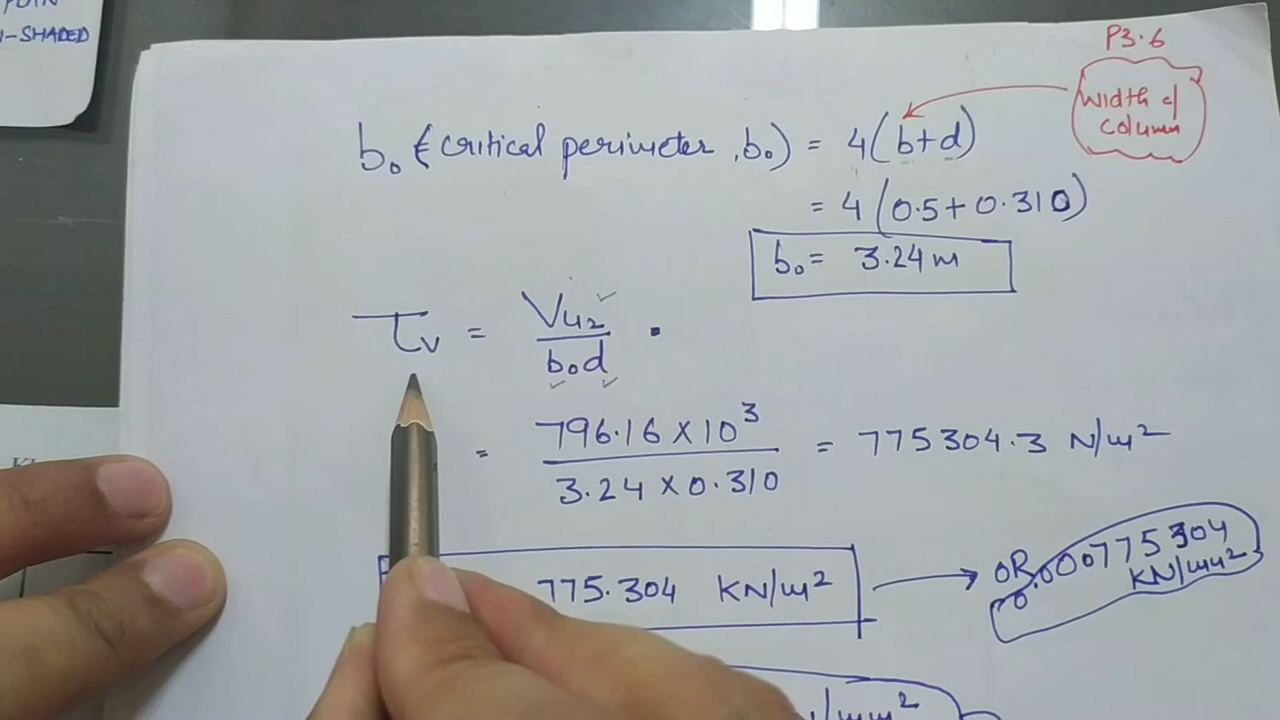 -SHADED
P3.6
width of
column
b₀ (critical perimeter, b₀) = 4(b+d)
= 4(0.5+0.310)
b₀ = 3.24m
τv = Vu2 / b₀d
= 796.16 X 10³ / 3.24 X 0.310 = 775304.3 N/m²
775.304 KN/m²
OR 0.000775304
KN/mm²
/mm²